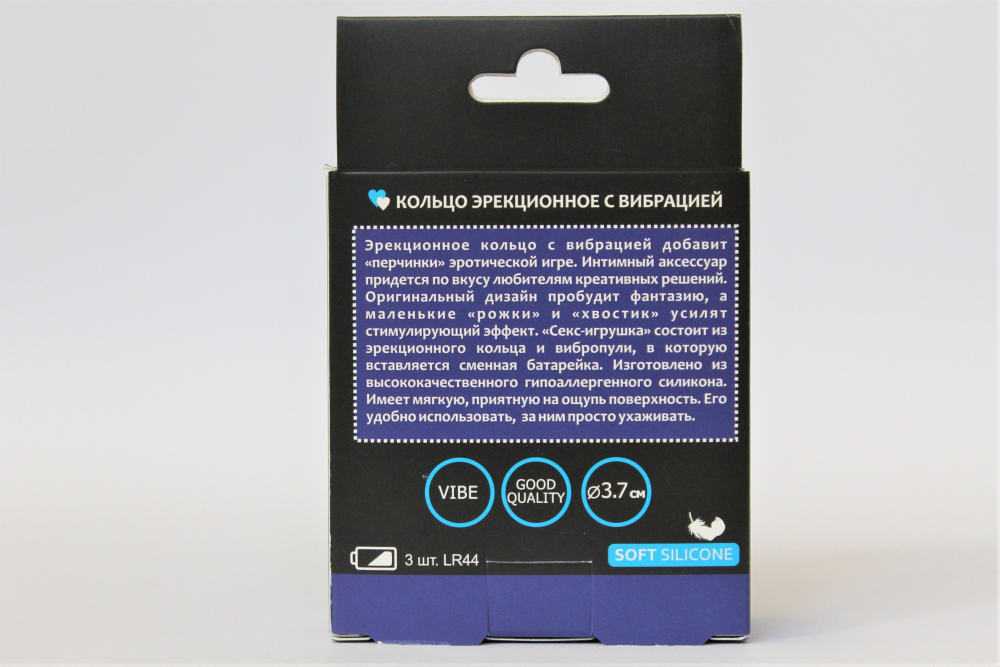 КОЛЬЦО ЭРЕКЦИОННОЕ С ВИБРАЦИЕЙ
Эрекционное кольцо с вибрацией добавит
«перчинки» эротической игре. Интимный аксессуар
придется по вкусу любителям креативных решений.
Оригинальный дизайн пробудит фантазию, а
маленькие «рожки» и «хвостик» усилят
стимулирующий эффект. «Секс-игрушка» состоит из
эрекционного кольца и вибропули, в которую
вставляется сменная батарейка. Изготовлено из
высококачественного гипоаллергенного силикона.
Имеет мягкую, приятную на ощупь поверхность. Его
удобно использовать, за ним просто ухаживать.
VIBE
GOOD
QUALITY
⌀3.7 см
3 шт. LR44
SOFT SILICONE